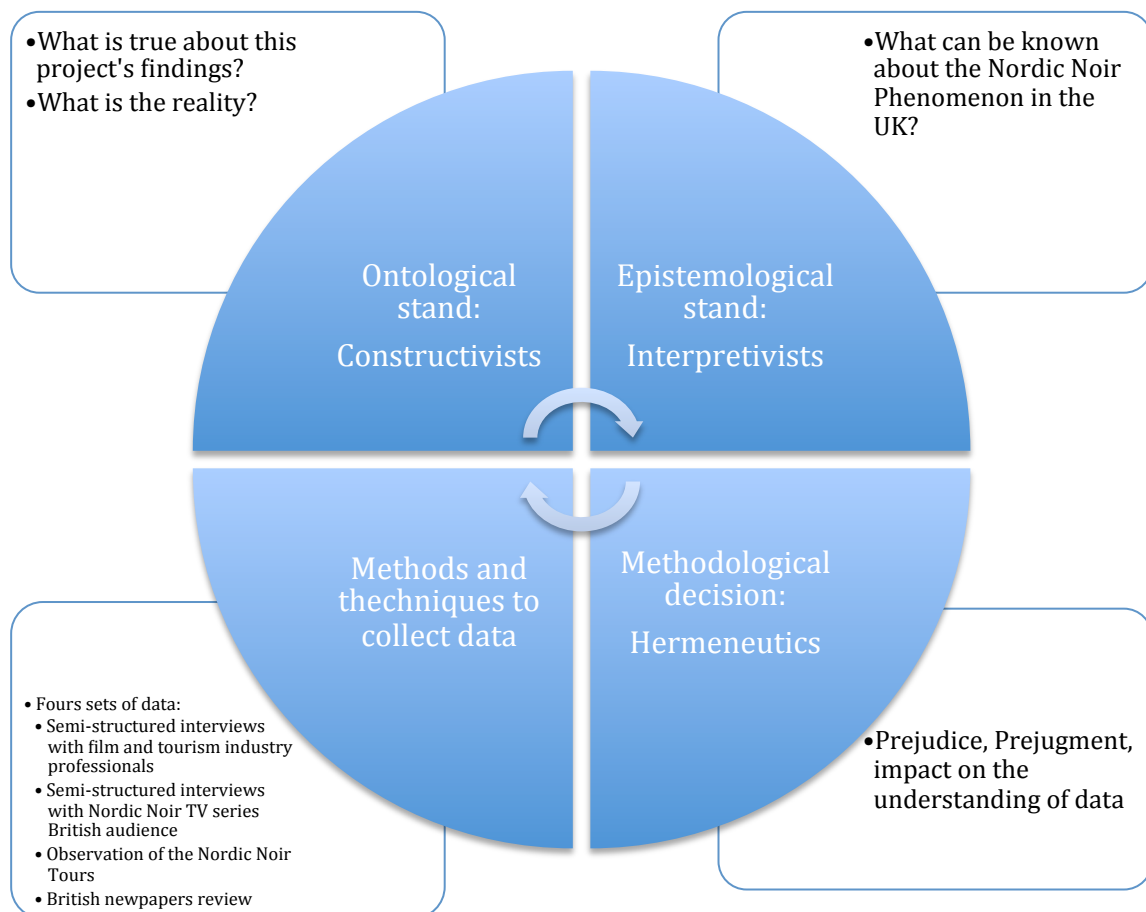 •What is true about this
project's findings?
•What is the reality?
•What can be known
about the Nordic Noir
Phenomenon in the
UK?
Ontological
stand:
Constructivists
Epistemological
stand:
Interpretivists
Methods and
thechniques to
collect data
Methodological
decision:
Hermeneutics
• Fours sets of data:
• Semi-structured interviews
with film and tourism industry
professionals
• Semi-structured interviews
with Nordic Noir TV series
British audience
• Observation of the Nordic Noir
Tours
• British newpapers review
•Prejudice, Prejugment,
impact on the
understanding of data